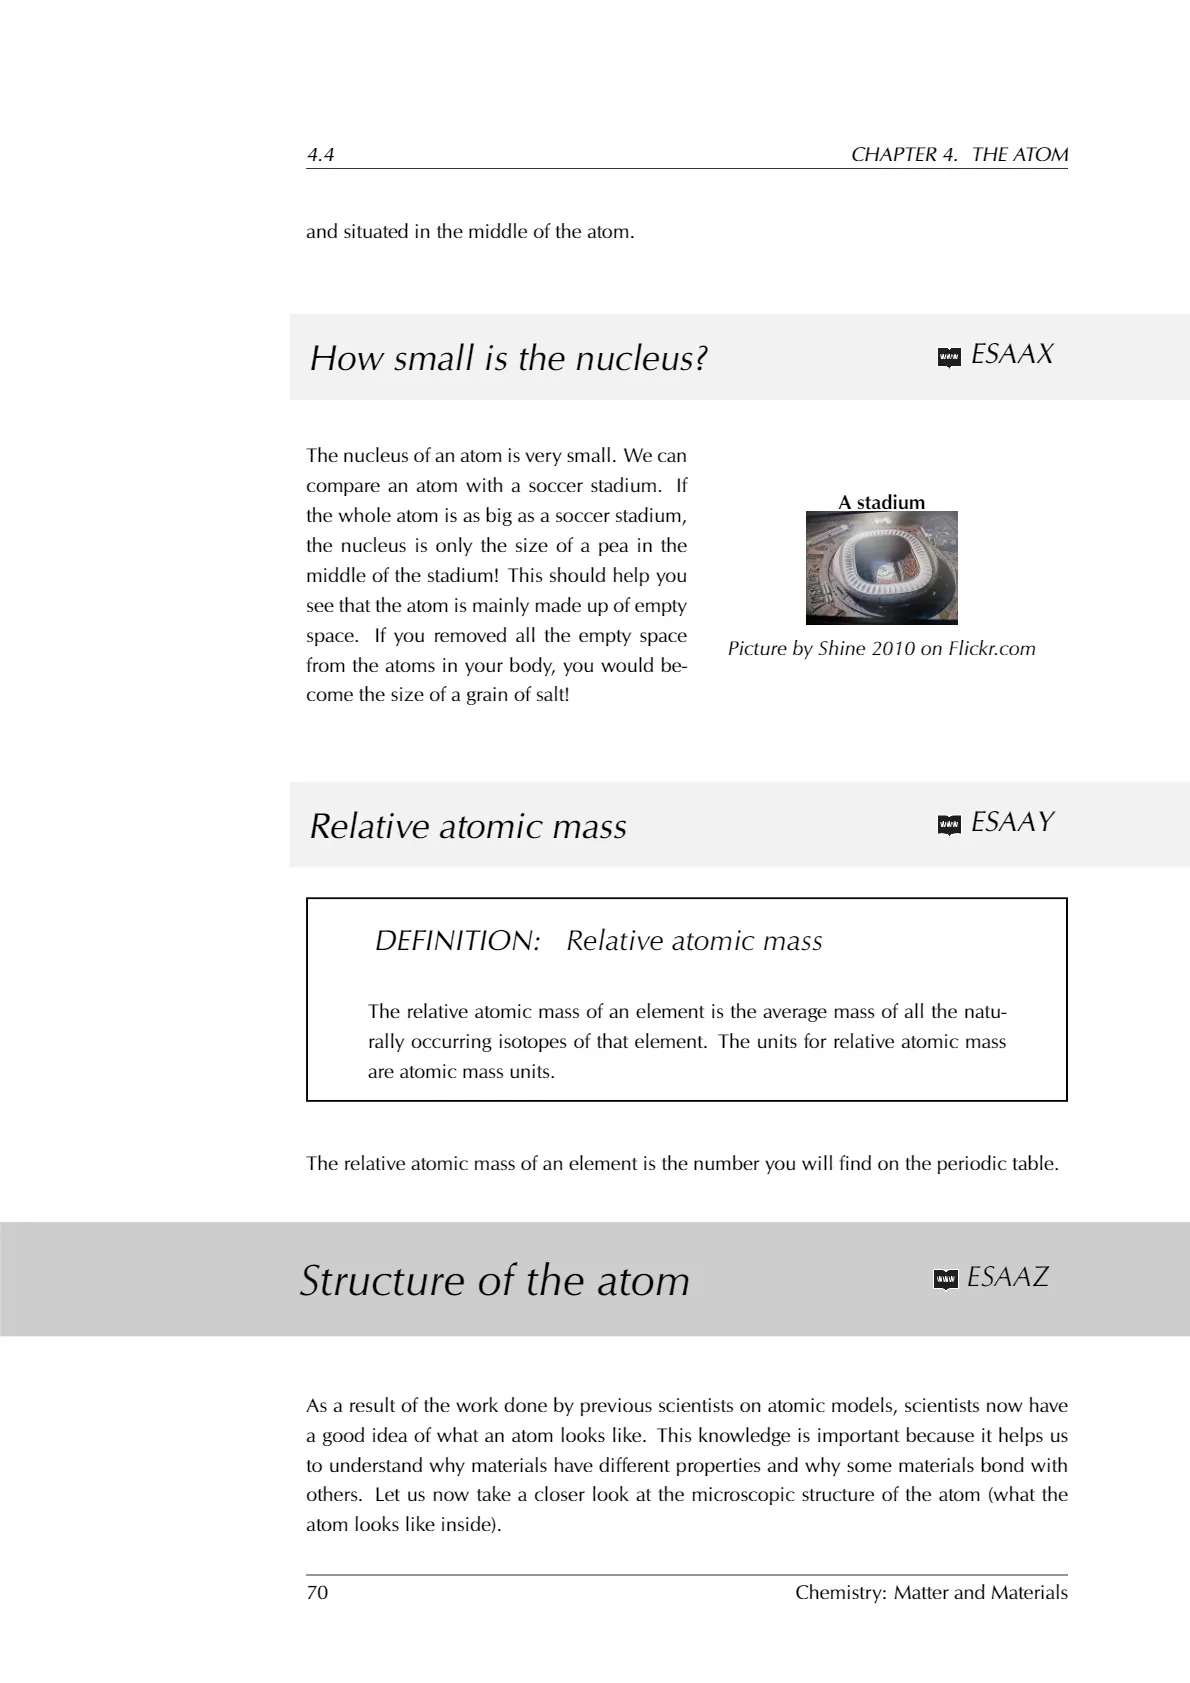 4.4 CHAPTER 4. THE ATOM
and situated in the middle of the atom.
How small is the nucleus? www ESAAX
The nucleus of an atom is very small. We can
compare an atom with a soccer stadium. If
the whole atom is as big as a soccer stadium,
the nucleus is only the size of a pea in the
middle of the stadium! This should help you
see that the atom is mainly made up of empty
space. If you removed all the empty space
from the atoms in your body, you would be-
come the size of a grain of salt!
A stadium
Picture by Shine 2010 on Flickr.com
Relative atomic mass www ESAAY
DEFINITION: Relative atomic mass
The relative atomic mass of an element is the average mass of all the natu-
rally occurring isotopes of that element. The units for relative atomic mass
are atomic mass units.
The relative atomic mass of an element is the number you will find on the periodic table.
Structure of the atom www ESAAZ
As a result of the work done by previous scientists on atomic models, scientists now have
a good idea of what an atom looks like. This knowledge is important because it helps us
to understand why materials have different properties and why some materials bond with
others. Let us now take a closer look at the microscopic structure of the atom (what the
atom looks like inside).
70 Chemistry: Matter and Materials